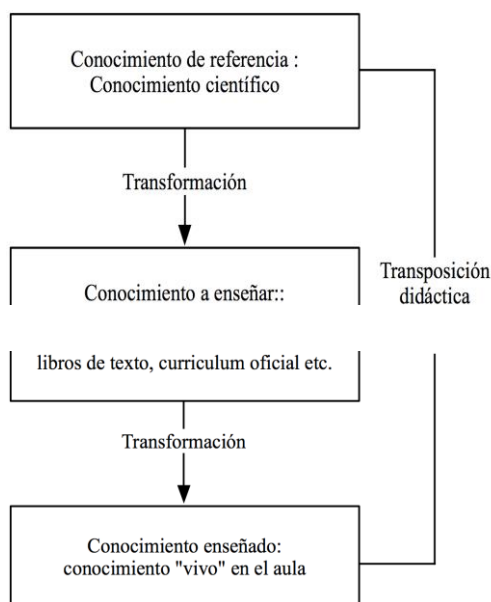 Conocimiento de referencia :
Conocimiento científico
Transformación
Conocimiento a enseñar::
Transposición
didáctica
libros de texto, curriculum oficial etc.
Transformación
Conocimiento enseñado:
conocimiento "vivo" en el aula